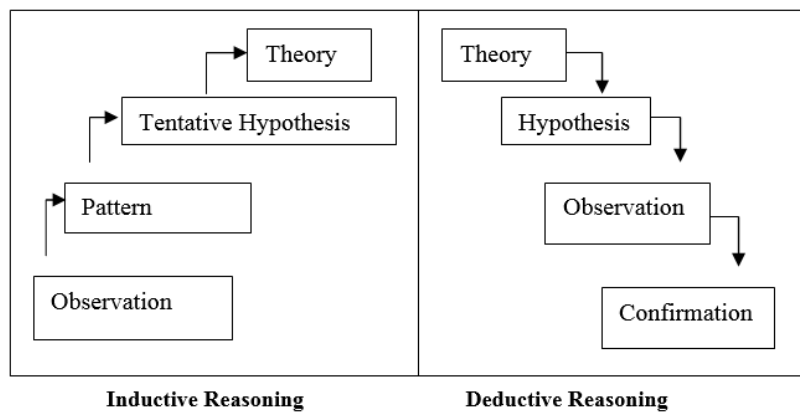 Theory
Tentative Hypothesis
Pattern
Observation
Inductive Reasoning
Theory
Hypothesis
Observation
Confirmation
Deductive Reasoning